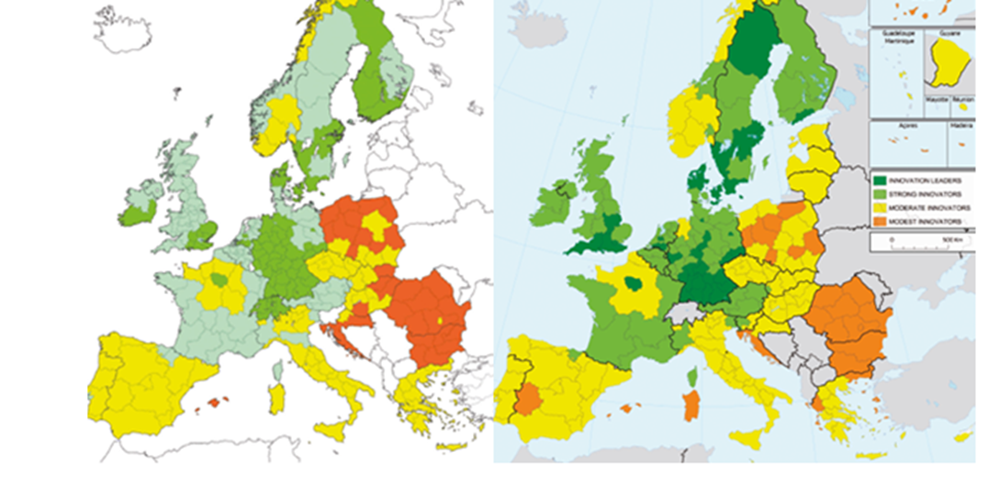 Guadeloupe
Martinique
Guyane
Mayotte
Réunion
Açores
Madeira
INNOVATION LEADERS
STRONG INNOVATORS
MODERATE INNOVATORS
MODEST INNOVATORS
0
500 Km